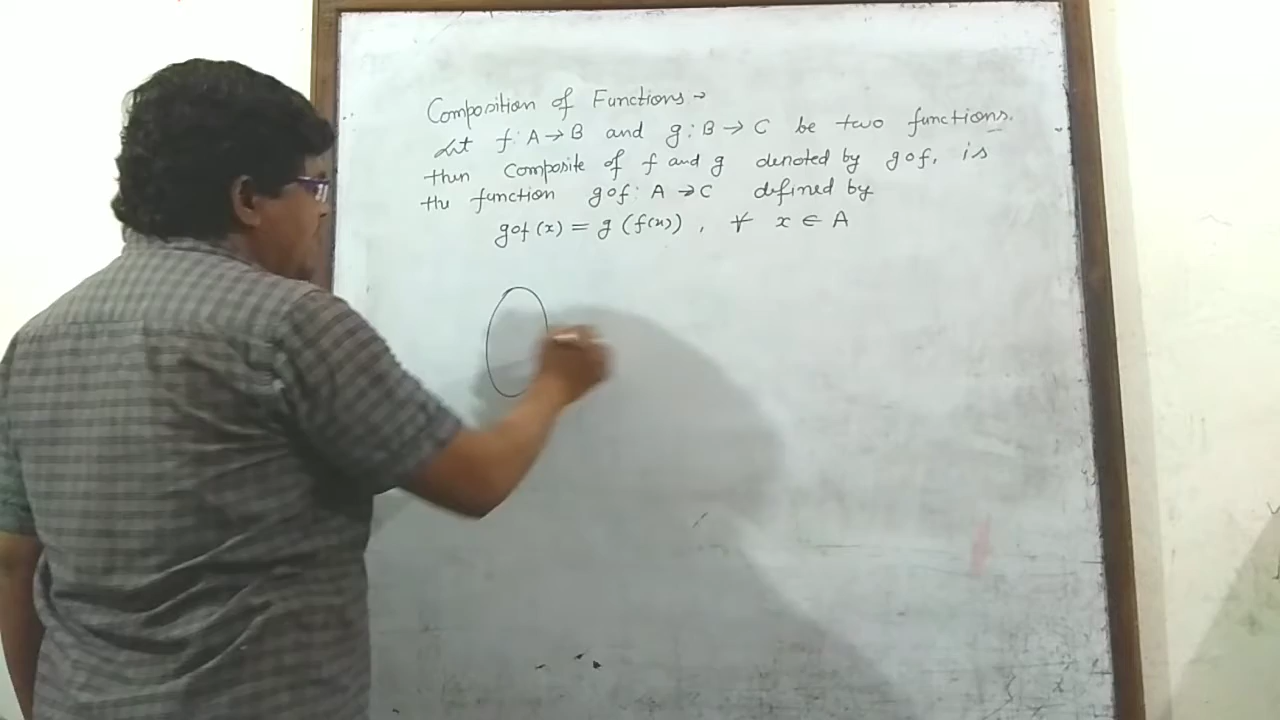 Composition of Functions →
Let f: A → B and g: B → C be two functions.
then composite of f and g denoted by gof, is
the function gof: A → C defined by
gof(x) = g(f(x)), ∀ x ∈ A